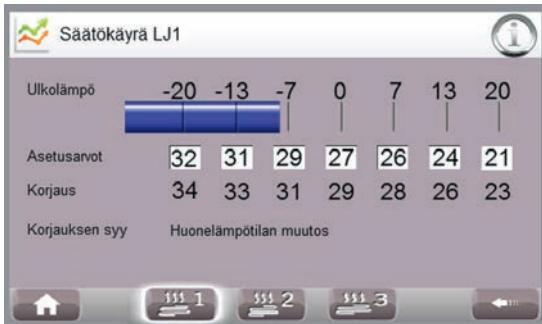 Säätökäyrä LJ1
Ulkolämpö -20 -13 -7 0 7 13 20
Asetusarvot 32 31 29 27 26 24 21
Korjaus 34 33 31 29 28 26 23
Korjauksen syy Huonelämpötilan muutos
1 2 3